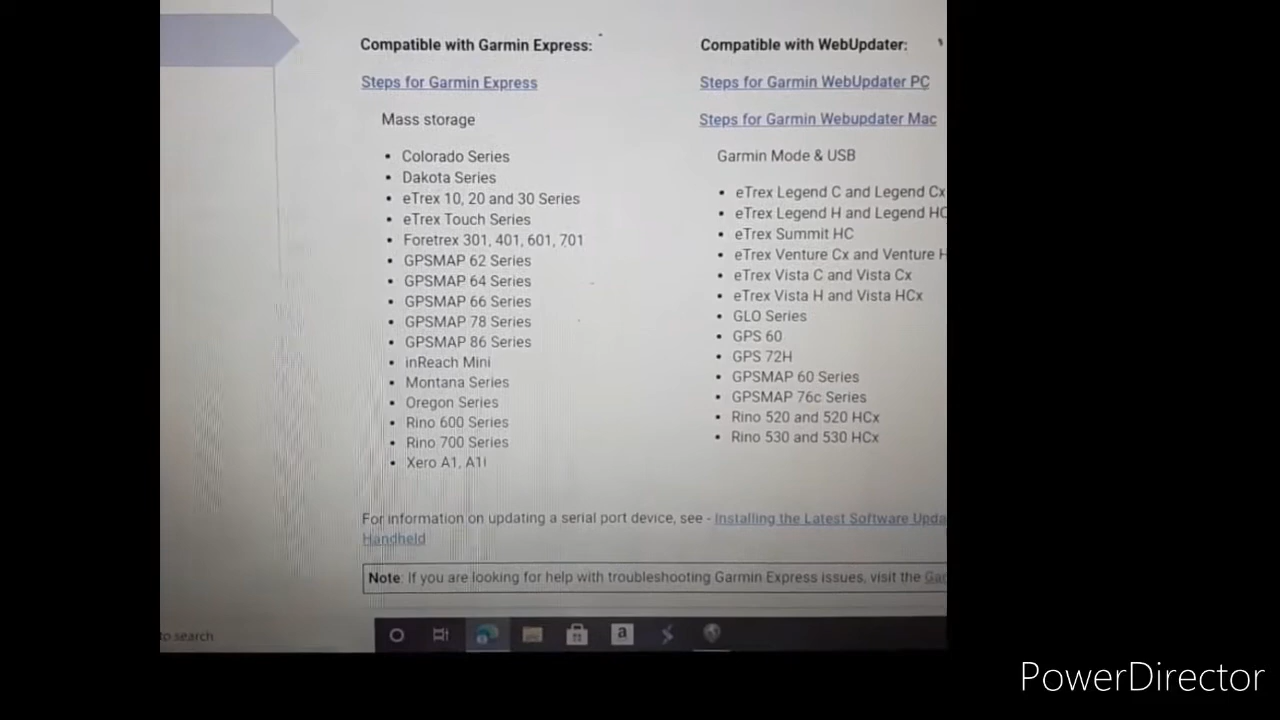 Compatible with Garmin Express:
Steps for Garmin Express
Mass storage
• Colorado Series
• Dakota Series
• eTrex 10, 20 and 30 Series
• eTrex Touch Series
• Foretrex 301, 401, 601, 701
• GPSMAP 62 Series
• GPSMAP 64 Series
• GPSMAP 66 Series
• GPSMAP 78 Series
• GPSMAP 86 Series
• inReach Mini
• Montana Series
• Oregon Series
• Rino 600 Series
• Rino 700 Series
• Xero A1, A1i
Compatible with WebUpdater:
Steps for Garmin WebUpdater PC
Steps for Garmin Webupdater Mac
Garmin Mode & USB
• eTrex Legend C and Legend Cx
• eTrex Legend H and Legend HC
• eTrex Summit HC
• eTrex Venture Cx and Venture H
• eTrex Vista C and Vista Cx
• eTrex Vista H and Vista HCx
• GLO Series
• GPS 60
• GPS 72H
• GPSMAP 60 Series
• GPSMAP 76c Series
• Rino 520 and 520 HCx
• Rino 530 and 530 HCx
For information on updating a serial port device, see - Installing the Latest Software Upda
Handheld
Note: If you are looking for help with troubleshooting Garmin Express issues, visit the Gar
to search
a
PowerDirector